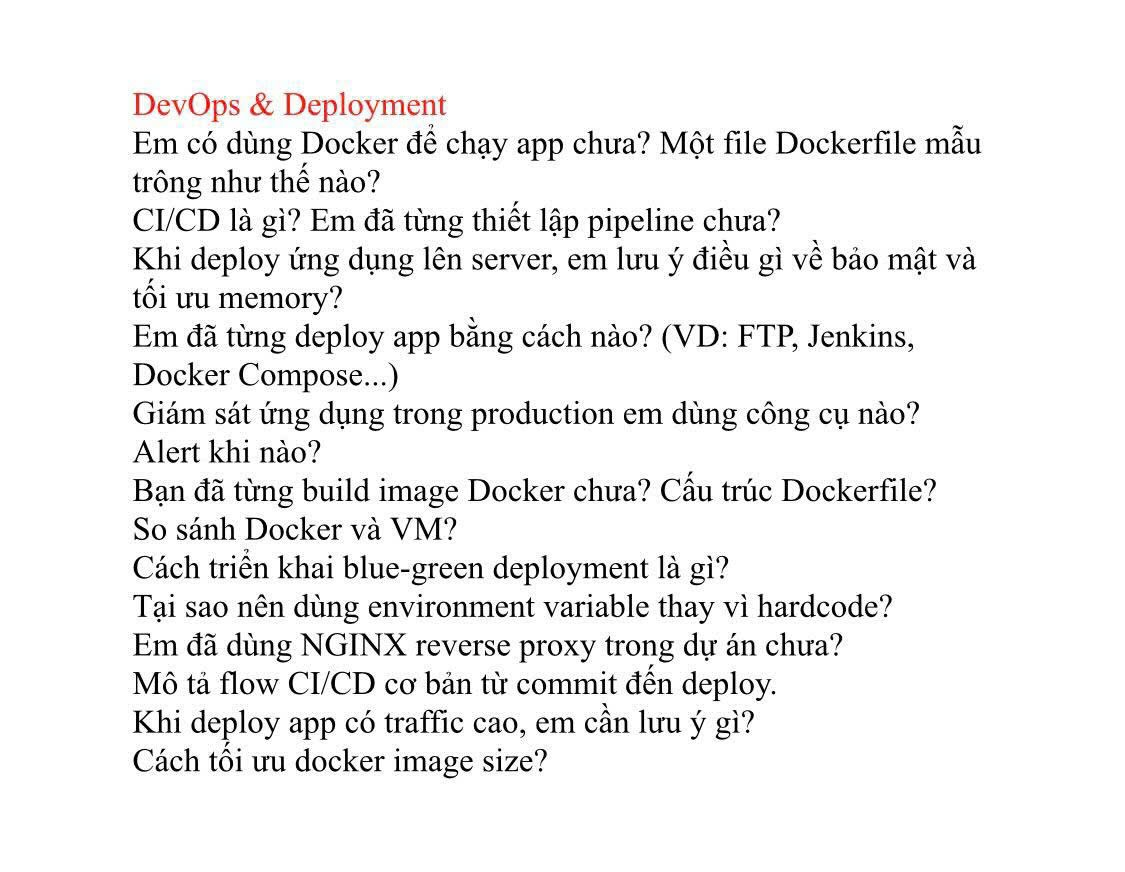 DevOps & Deployment
Em có dùng Docker để chạy app chưa? Một file Dockerfile mẫu
trông như thế nào?
CI/CD là gì? Em đã từng thiết lập pipeline chưa?
Khi deploy ứng dụng lên server, em lưu ý điều gì về bảo mật và
tối ưu memory?
Em đã từng deploy app bằng cách nào? (VD: FTP, Jenkins,
Docker Compose...)
Giám sát ứng dụng trong production em dùng công cụ nào?
Alert khi nào?
Bạn đã từng build image Docker chưa? Cấu trúc Dockerfile?
So sánh Docker và VM?
Cách triển khai blue-green deployment là gì?
Tại sao nên dùng environment variable thay vì hardcode?
Em đã dùng NGINX reverse proxy trong dự án chưa?
Mô tả flow CI/CD cơ bản từ commit đến deploy.
Khi deploy app có traffic cao, em cần lưu ý gì?
Cách tối ưu docker image size?